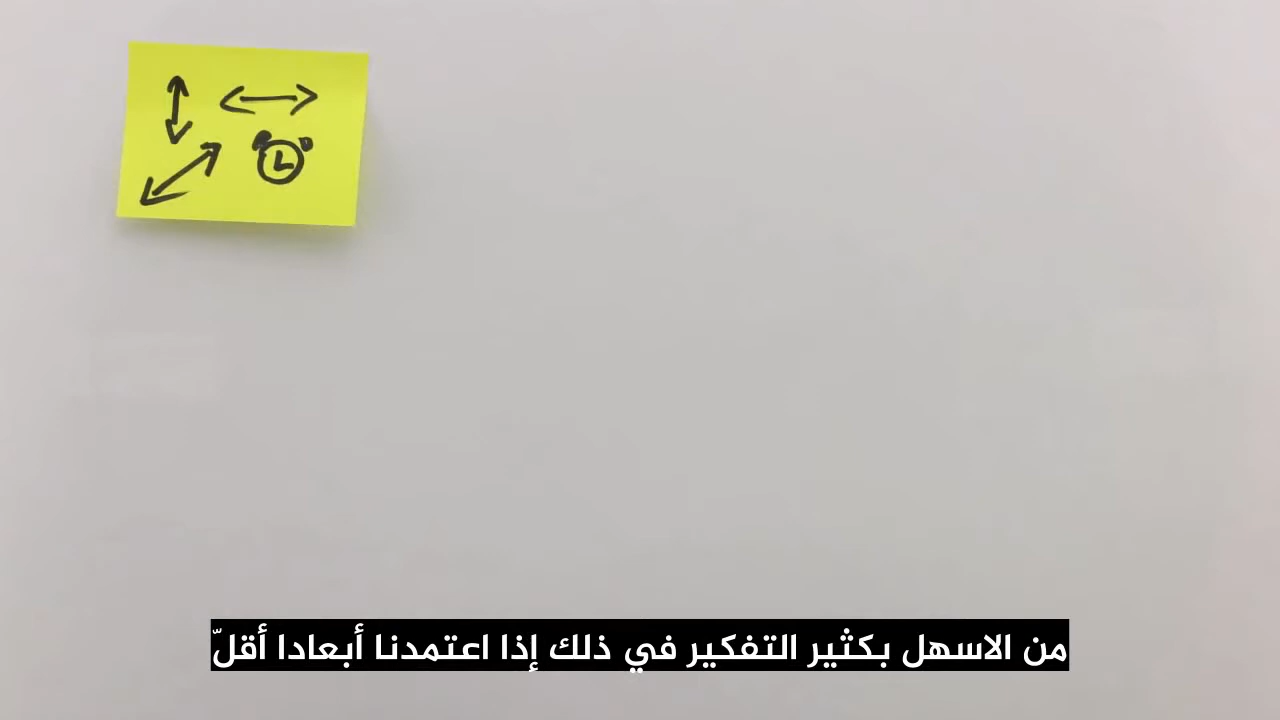 من الاسهل بكثير التفكير في ذلك إذا اعتمدنا أبعادا أقلّ